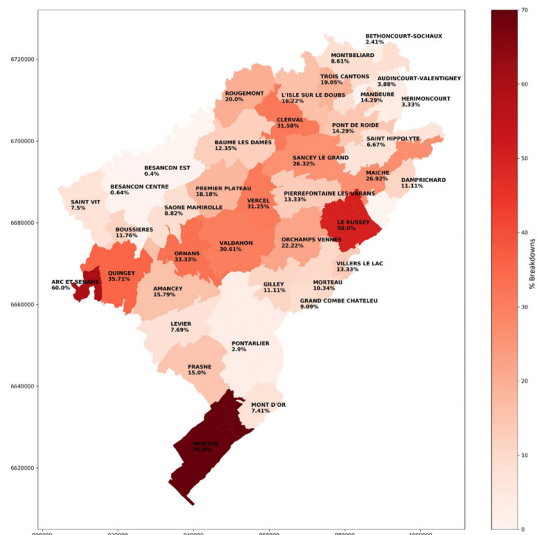 BETHONCOURT-SOCHAUX
2.41%
MONTBELIARD
8.61%
TROIS CANTONS
19.05%
AUDINCOURT-VALENTIGNEY
3.88%
ROUGEMONT
20.0%
L'ISLE SUR LE DOUBS
16.22%
MANDEURE
14.29%
HERIMONCOURT
3.33%
CLERVAL
31.58%
PONT DE ROIDE
14.29%
SAINT HIPPOLYTE
6.67%
BAUME LES DAMES
12.35%
SANCEY LE GRAND
26.32%
BESANCON EST
0.4%
MAICHE
26.92%
DAMPRICHARD
11.11%
BESANCON CENTRE
0.64%
PREMIER PLATEAU
18.18%
PIERREFONTAINE LES VARANS
13.33%
SAINT VIT
7.5%
SAONE MAMIROLLE
8.82%
VERCEL
31.25%
LE RUSSEY
50.0%
BOUSSIERES
11.76%
VALDAHON
30.61%
ORCHAMPS VENNES
22.22%
ORNANS
33.33%
VILLERS LE LAC
13.33%
ARC ET SENANS
60.0%
QUINGEY
35.71%
AMANCEY
15.79%
GILLEY
11.11%
MORTEAU
10.34%
GRAND COMBE CHATELEU
9.09%
LEVIER
7.69%
PONTARLIER
2.9%
FRASNE
15.0%
MONT D'OR
7.41%
MOUTHE
6720000
6700000
6680000
6660000
6640000
6620000
70
60
50
40
30
20
10
0
% Breakdowns